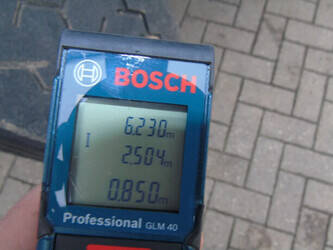 BOSCH
6.230m
2.504m
0.850m
Professional GLM 40